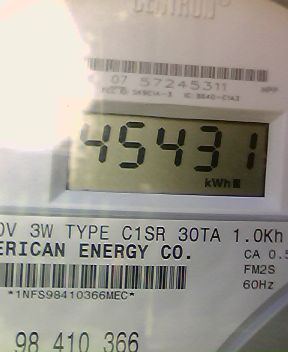 CENTRON®
07 57245311
45431
kWh
0V 3W TYPE C1SR 30TA 1.0Kh
ERICAN ENERGY CO.
CA 0.5
FM2S
60Hz
*1NFS98410366MEC*
98 410 366